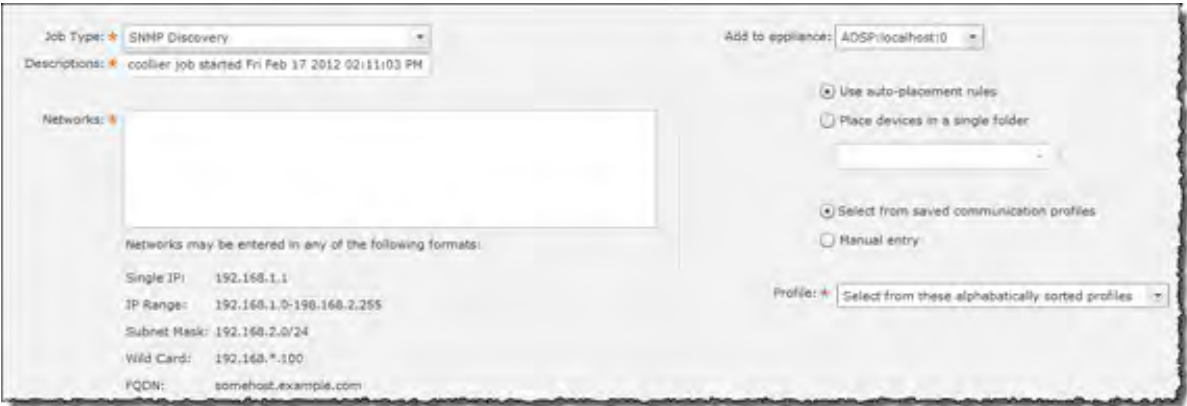 Job Type: * SNMP Discovery
Descriptions: * coollier job started Fri Feb 17 2012 02:11:03 PM
Networks: *
Networks may be entered in any of the following formats:
Single IP: 192.168.1.1
IP Range: 192.168.1.0-198.168.2.255
Subnet Mask: 192.168.2.0/24
Wild Card: 192.168.*.100
FQDN: somehost.example.com
Add to appliance: ADSP:localhost:0
Use auto-placement rules
Place devices in a single folder
Select from saved communication profiles
Manual entry
Profile: * Select from these alphabatically sorted profiles